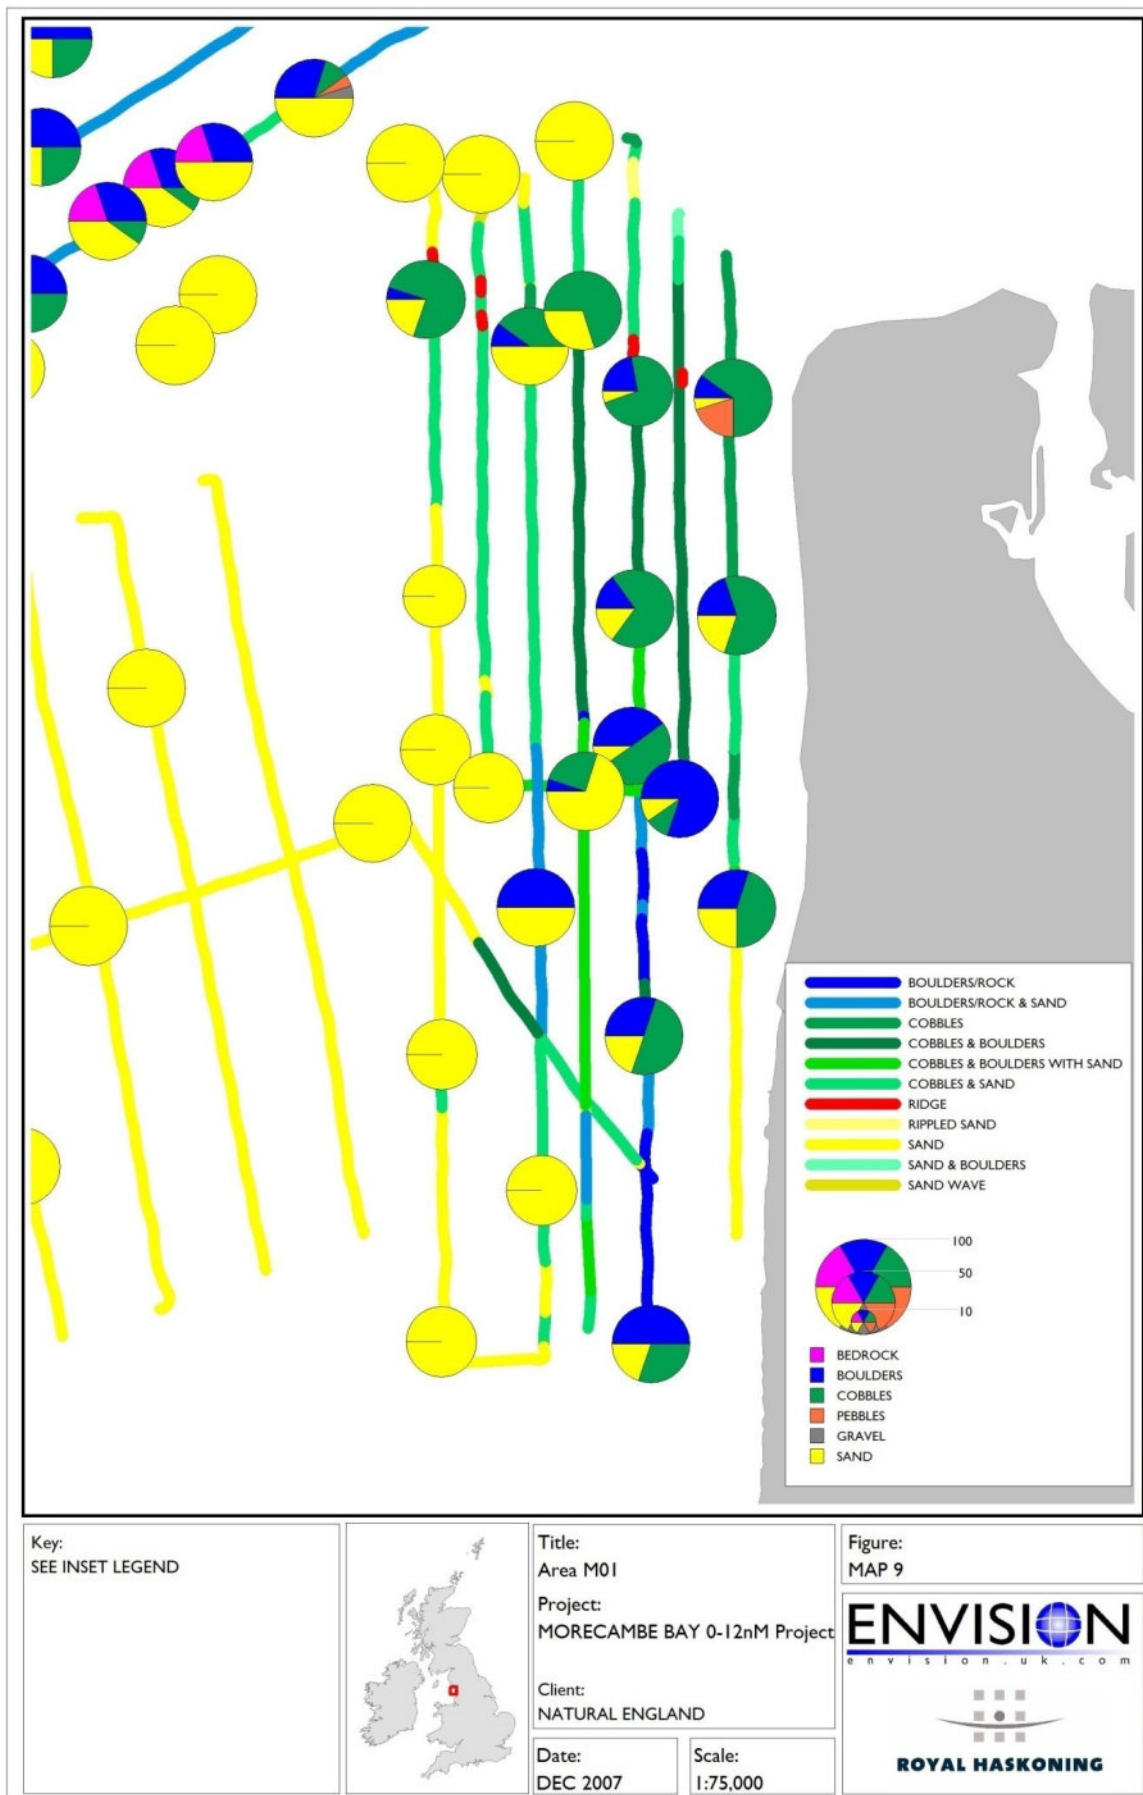 BOULDERS/ROCK
BOULDERS/ROCK & SAND
COBBLES
COBBLES & BOULDERS
COBBLES & BOULDERS WITH SAND
COBBLES & SAND
RIDGE
RIPPLED SAND
SAND
SAND & BOULDERS
SAND WAVE
100
50
10
BEDROCK
BOULDERS
COBBLES
PEBBLES
GRAVEL
SAND
Key:
SEE INSET LEGEND
Title:
Area M01
Project:
MORECAMBE BAY 0-12nM Project
Client:
NATURAL ENGLAND
Date:
DEC 2007
Scale:
1:75,000
Figure:
MAP 9
ENVISION
envision.uk.com
ROYAL HASKONING